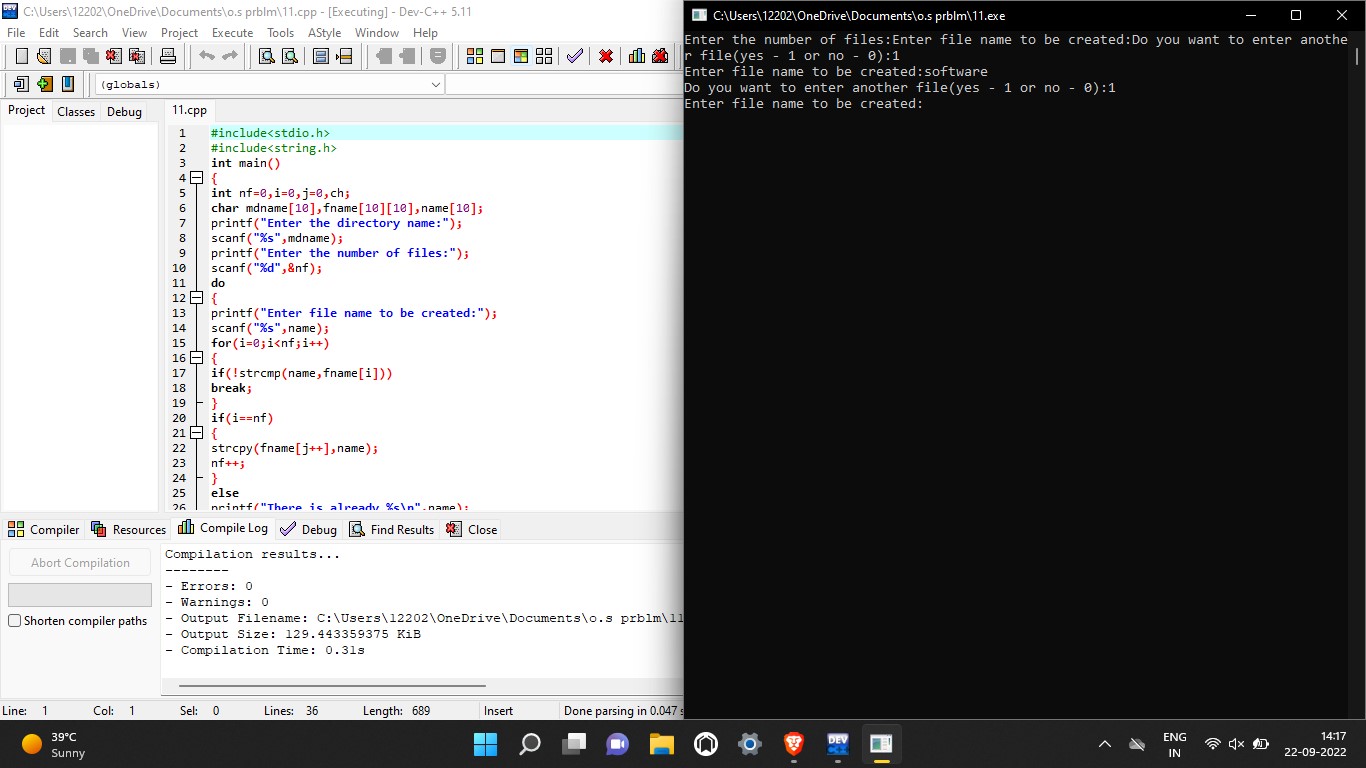 C:\Users\12202\OneDrive\Documents\o.s prblm\11.cpp - [Executing] - Dev-C++ 5.11
File Edit Search View Project Execute Tools AStyle Window Help
(globals)
Project Classes Debug
11.cpp
1 #include<stdio.h>
2 #include<string.h>
3 int main()
4 {
5 int nf=0,i=0,j=0,ch;
6 char mdname[10],fname[10][10],name[10];
7 printf("Enter the directory name:");
8 scanf("%s",mdname);
9 printf("Enter the number of files:");
10 scanf("%d",&nf);
11 do
12 {
13 printf("Enter file name to be created:");
14 scanf("%s",name);
15 for(i=0;i<nf;i++)
16 {
17 if(!strcmp(name,fname[i]))
18 break;
19 }
20 if(i==nf)
21 {
22 strcpy(fname[j++],name);
23 nf++;
24 }
25 else
26 printf("There is already %s\n",name);
Compiler Resources Compile Log Debug Find Results Close
Abort Compilation
Shorten compiler paths
Compilation results...
--------
- Errors: 0
- Warnings: 0
- Output Filename: C:\Users\12202\OneDrive\Documents\o.s prblm\11
- Output Size: 129.443359375 KiB
- Compilation Time: 0.31s
Line: 1 Col: 1 Sel: 0 Lines: 36 Length: 689 Insert Done parsing in 0.047 s
C:\Users\12202\OneDrive\Documents\o.s prblm\11.exe
Enter the number of files:Enter file name to be created:Do you want to enter anothe
r file(yes - 1 or no - 0):1
Enter file name to be created:software
Do you want to enter another file(yes - 1 or no - 0):1
Enter file name to be created:
39°C
Sunny
DEV
ENG
IN
14:17
22-09-2022